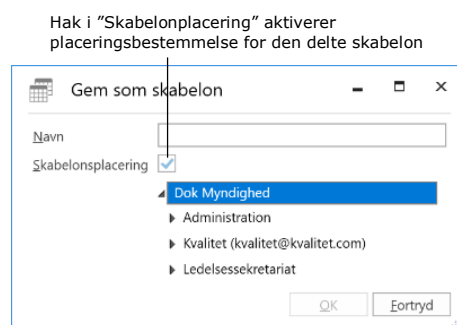 Hak i ”Skabelonplacering” aktiverer
placeringsbestemmelse for den delte skabelon
Gem som skabelon
Navn
Skabelonsplacering
Dok Myndighed
Administration
Kvalitet (kvalitet@kvalitet.com)
Ledelsessekretariat
OK Fortryd